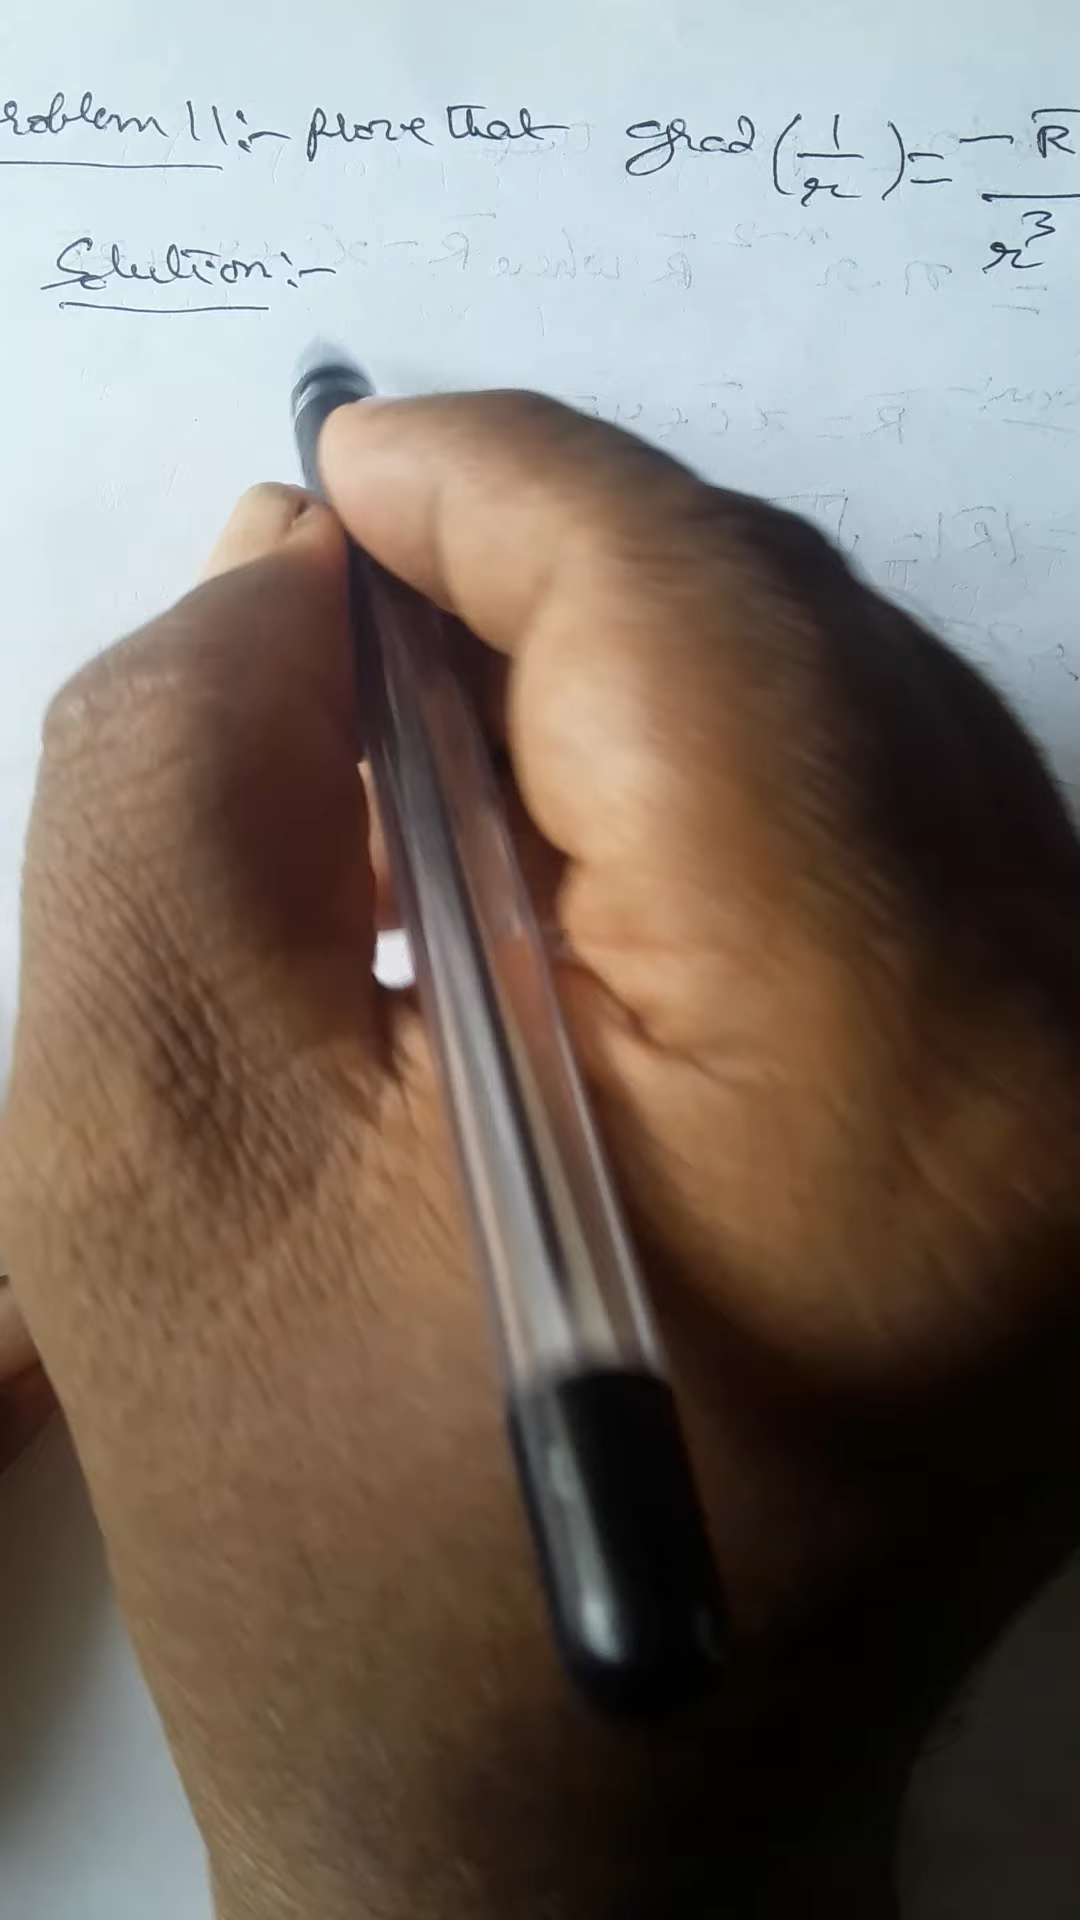 roblem 11:- prove that grad (1/r) = -R̄/r³
Solution:-